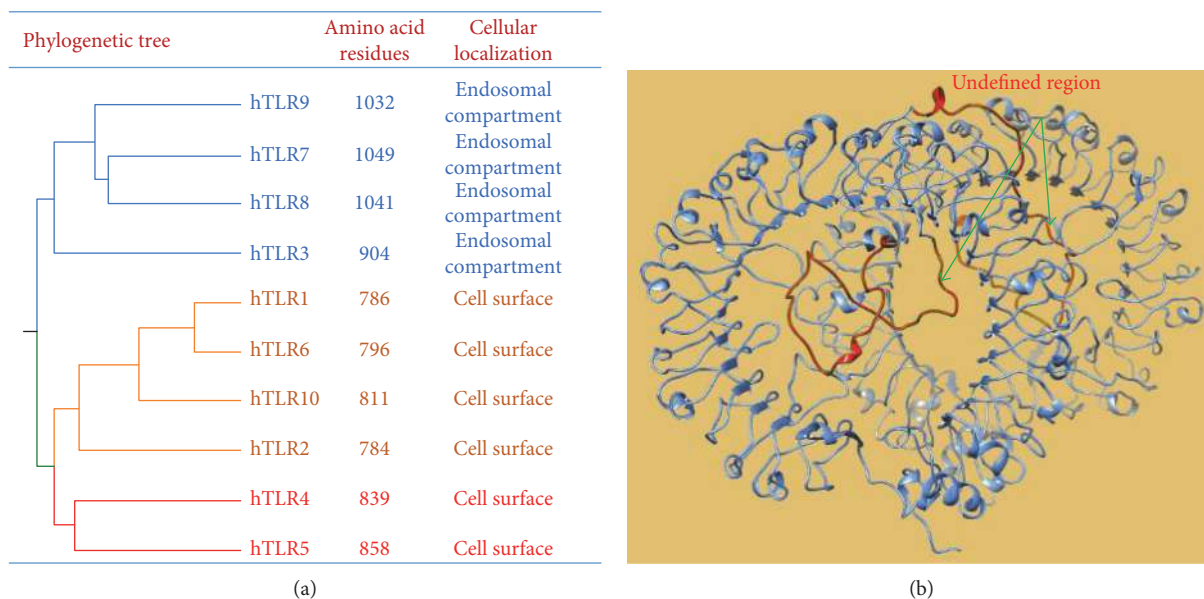 Phylogenetic tree Amino acid residues Cellular localization
hTLR9 1032 Endosomal compartment
hTLR7 1049 Endosomal compartment
hTLR8 1041 Endosomal compartment
hTLR3 904 Endosomal compartment
hTLR1 786 Cell surface
hTLR6 796 Cell surface
hTLR10 811 Cell surface
hTLR2 784 Cell surface
hTLR4 839 Cell surface
hTLR5 858 Cell surface
(a)
Undefined region
(b)